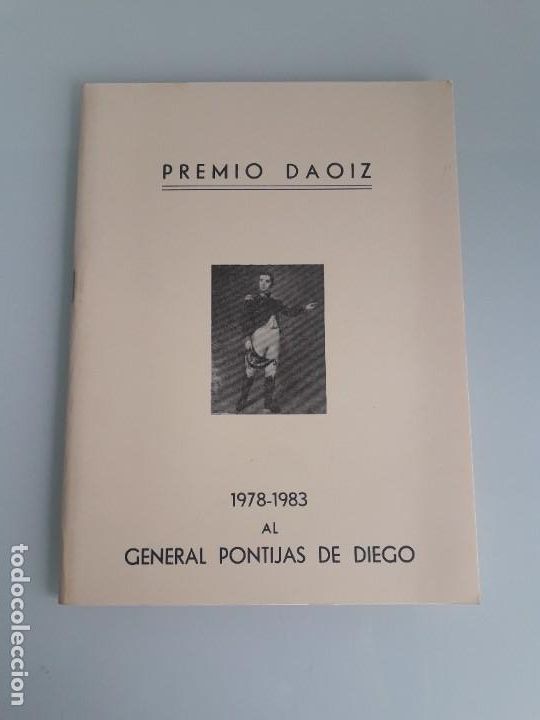 PREMIO DAOIZ
1978-1983
AL
GENERAL PONTIJAS DE DIEGO
todocoleccion